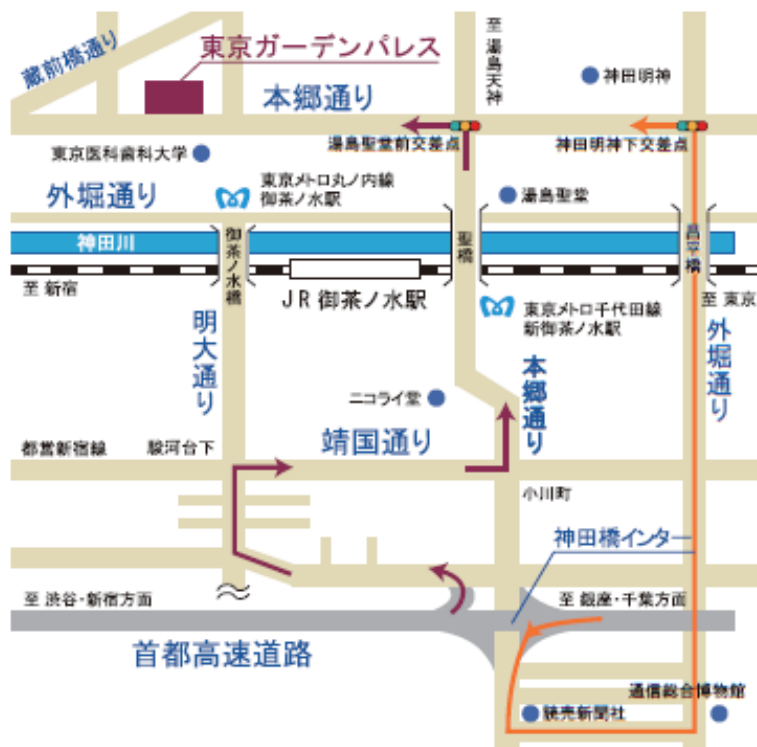 蔵前橋通り
東京ガーデンパレス
至 湯島天神
神田明神
本郷通り
湯島聖堂前交差点
神田明神下交差点
東京医科歯科大学
外堀通り
東京メトロ丸ノ内線
御茶ノ水駅
湯島聖堂
神田川
御茶ノ水橋
聖橋
昌平橋
至 新宿
JR 御茶ノ水駅
至 東京
東京メトロ千代田線
新御茶ノ水駅
明大通り
外堀通り
本郷通り
ニコライ堂
靖国通り
都営新宿線
駿河台下
小川町
神田橋インター
至 渋谷・新宿方面
至 銀座・千葉方面
首都高速道路
通信総合博物館
読売新聞社